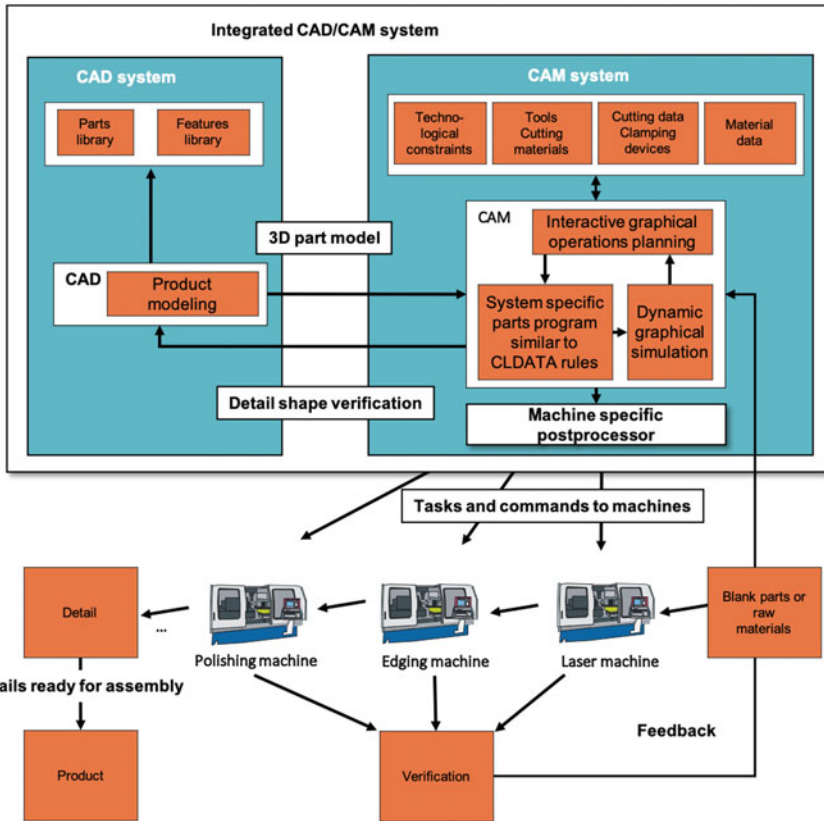 Integrated CAD/CAM system
CAD system
Parts
library
Features
library
3D part model
CAD
Product
modeling
Detail shape verification
CAM system
Techno-
logical
constraints
Tools
Cutting
materials
Cutting data
Clamping
devices
Material
data
CAM
Interactive graphical
operations planning
System specific
parts program
similar to
CLDATA rules
Dynamic
graphical
simulation
Machine specific
postprocessor
Tasks and commands to machines
Detail
...
Polishing machine
Edging machine
Laser machine
Blank parts or
raw
materials
ails ready for assembly
Product
Verification
Feedback